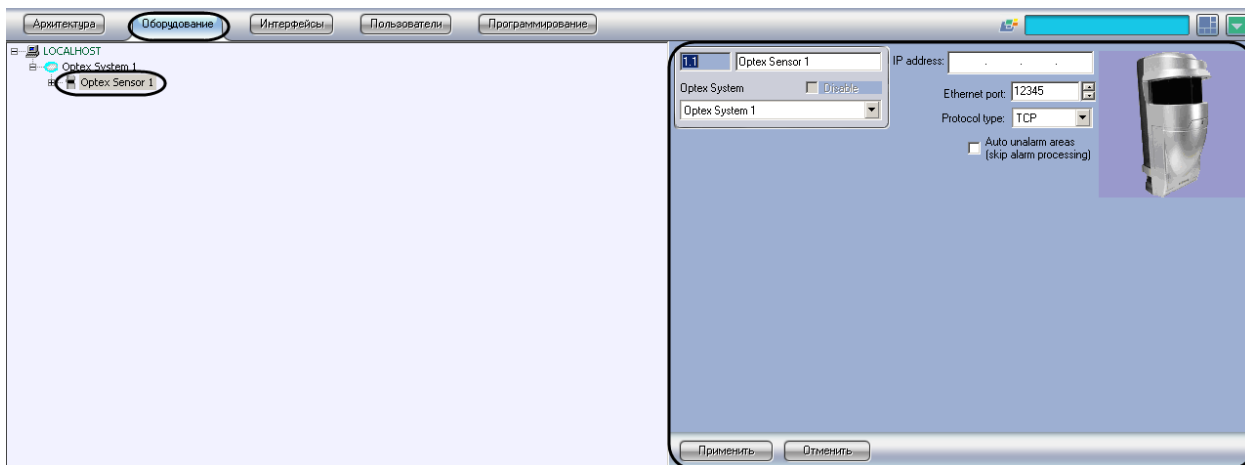 Архитектура Оборудование Интерфейсы Пользователи Программирование
LOCALHOST
Optex System 1
Optex Sensor 1
1.1 Optex Sensor 1
Optex System Disable
Optex System 1
IP address: . . .
Ethernet port: 12345
Protocol type: TCP
Auto unalarm areas
(skip alarm processing)
Применить Отменить